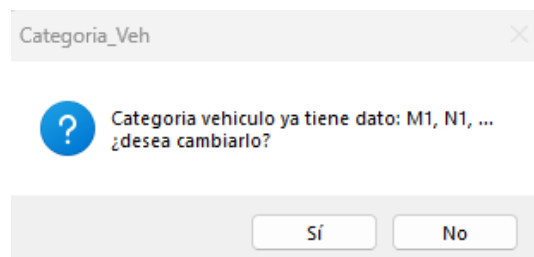 Categoria_Veh
Categoria vehiculo ya tiene dato: M1, N1, ...
¿desea cambiarlo?
Sí
No